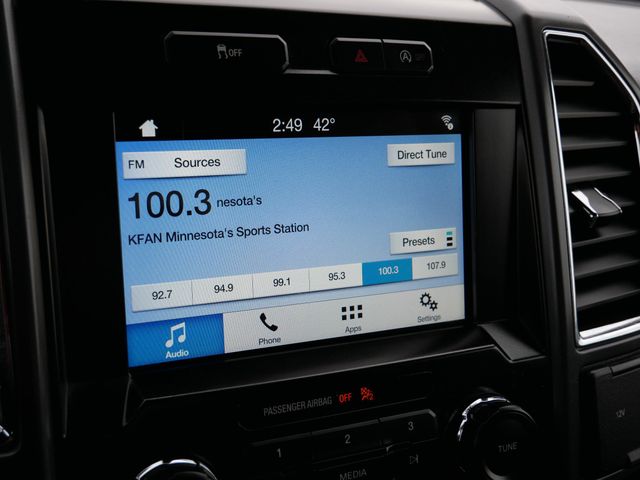 OFF
A OFF
2:49 42°
FM Sources
Direct Tune
100.3 nesota's
KFAN Minnesota's Sports Station
Presets
92.7 94.9 99.1 95.3 100.3 107.9
Audio Phone Apps Settings
PASSENGER AIRBAG OFF
1 2 3
MEDIA
TUNE
12V